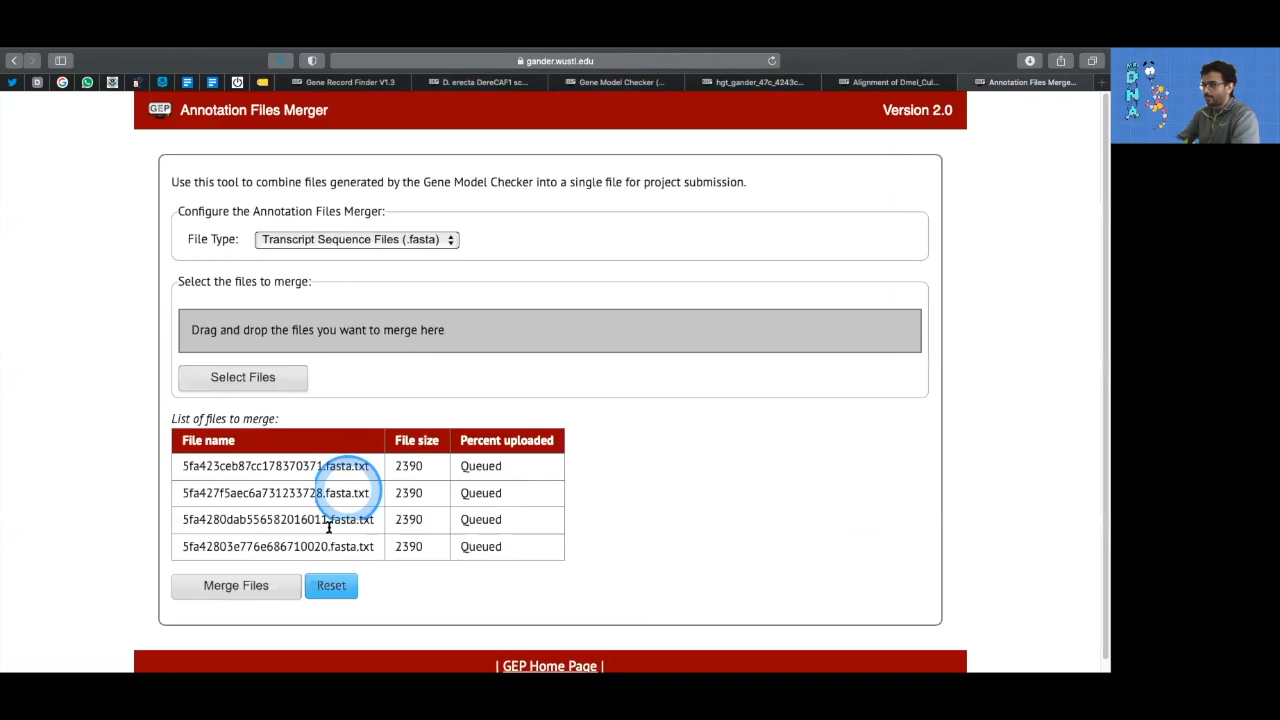 gander.wustl.edu
Gene Record Finder V1.3
D. erecta DereCAF1 sc...
Gene Model Checker (...
hgt_gander_47c_4243c...
Alignment of Dmel_Cul...
Annotation Files Merge...
GEP
Annotation Files Merger
Version 2.0
Use this tool to combine files generated by the Gene Model Checker into a single file for project submission.
Configure the Annotation Files Merger:
File Type:
Transcript Sequence Files (.fasta)
Select the files to merge:
Drag and drop the files you want to merge here
Select Files
List of files to merge:
File name File size Percent uploaded
5fa423ceb87cc178370371.fasta.txt 2390 Queued
5fa427f5aec6a731233728.fasta.txt 2390 Queued
5fa4280dab556582016011.fasta.txt 2390 Queued
5fa42803e776e686710020.fasta.txt 2390 Queued
Merge Files Reset
| GEP Home Page |
DNA